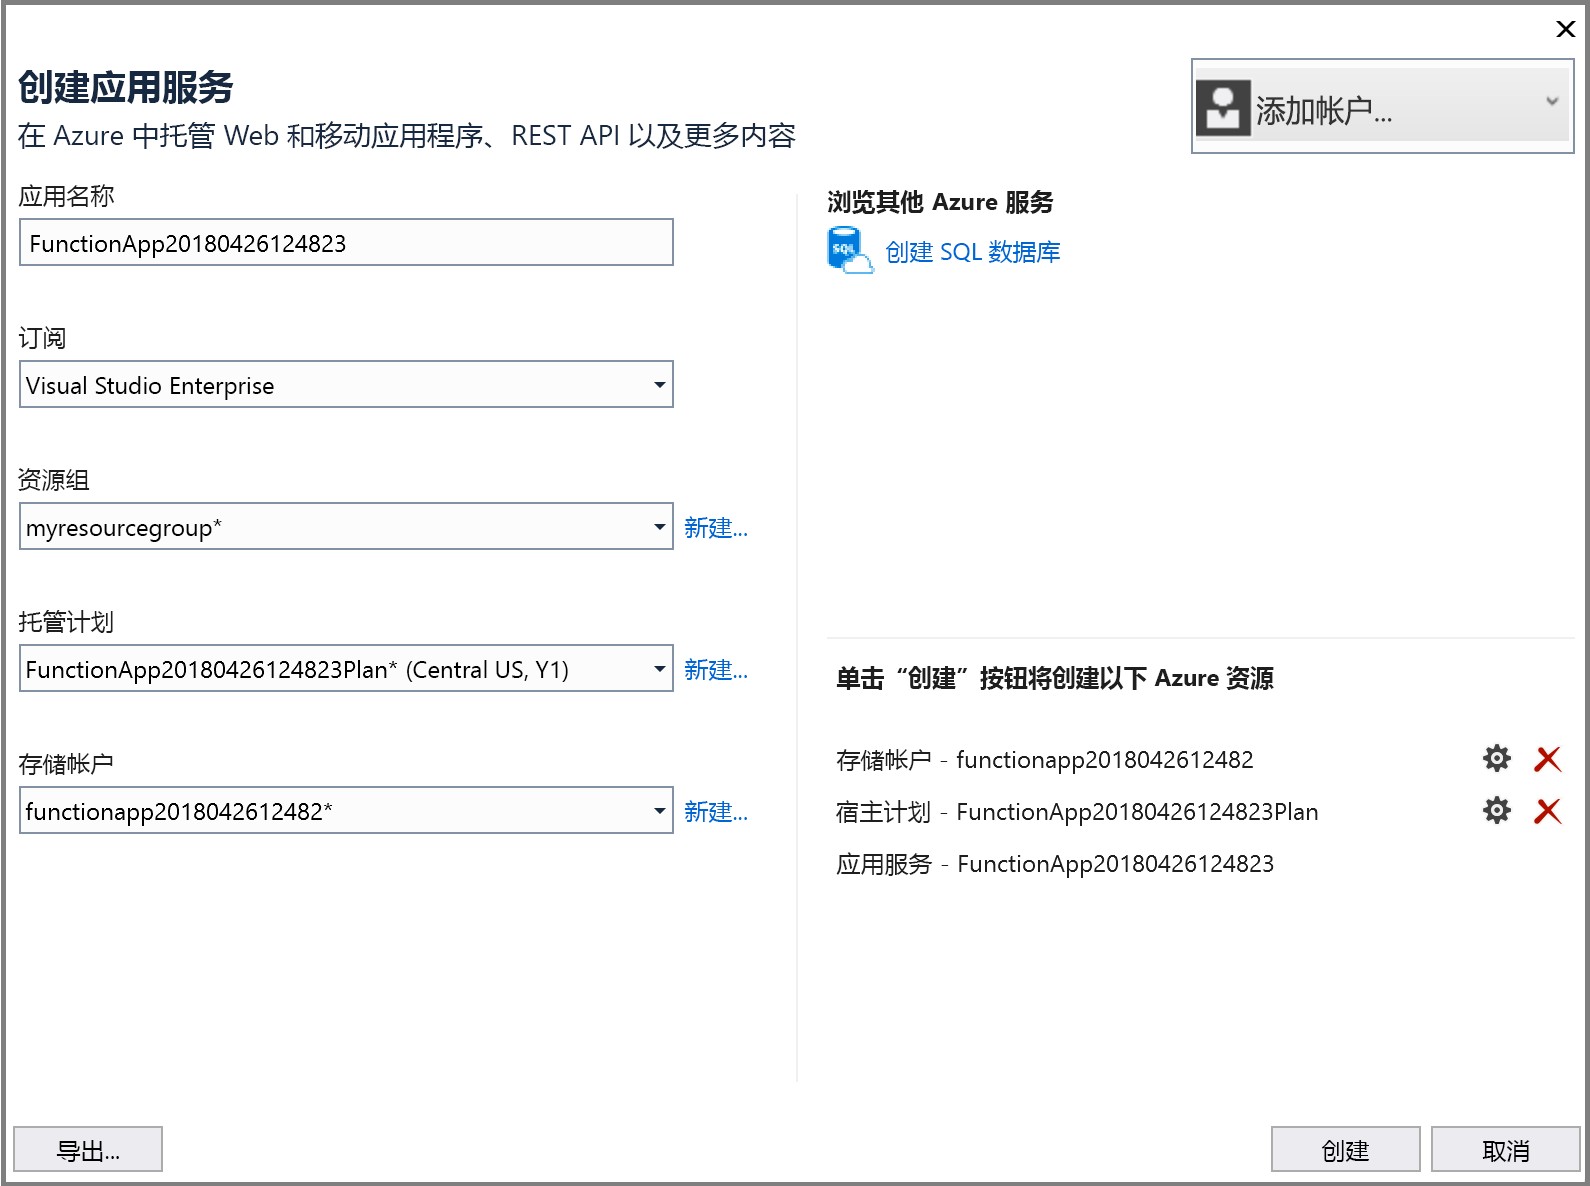 创建应用服务
在 Azure 中托管 Web 和移动应用程序、REST API 以及更多内容
添加帐户...
应用名称
FunctionApp20180426124823
订阅
Visual Studio Enterprise
资源组
myresourcegroup*
新建...
托管计划
FunctionApp20180426124823Plan* (Central US, Y1)
新建...
存储帐户
functionapp2018042612482*
新建...
浏览其他 Azure 服务
SQL
创建 SQL 数据库
单击“创建”按钮将创建以下 Azure 资源
存储帐户 - functionapp2018042612482
宿主计划 - FunctionApp20180426124823Plan
应用服务 - FunctionApp20180426124823
导出...
创建
取消